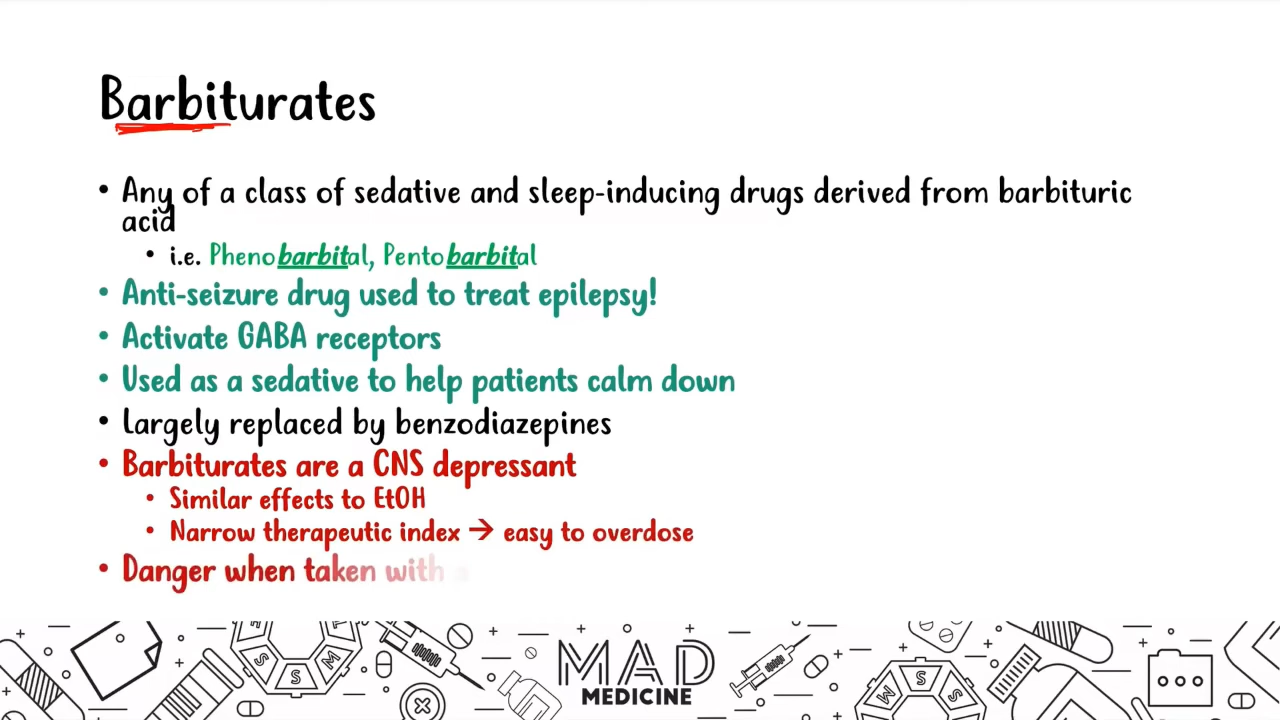 Barbiturates
• Any of a class of sedative and sleep-inducing drugs derived from barbituric
acid
• i.e. Phenobarbital, Pentobarbital
• Anti-seizure drug used to treat epilepsy!
• Activate GABA receptors
• Used as a sedative to help patients calm down
• Largely replaced by benzodiazepines
• Barbiturates are a CNS depressant
• Similar effects to EtOH
• Narrow therapeutic index → easy to overdose
• Danger when taken with
MAD
MEDICINE